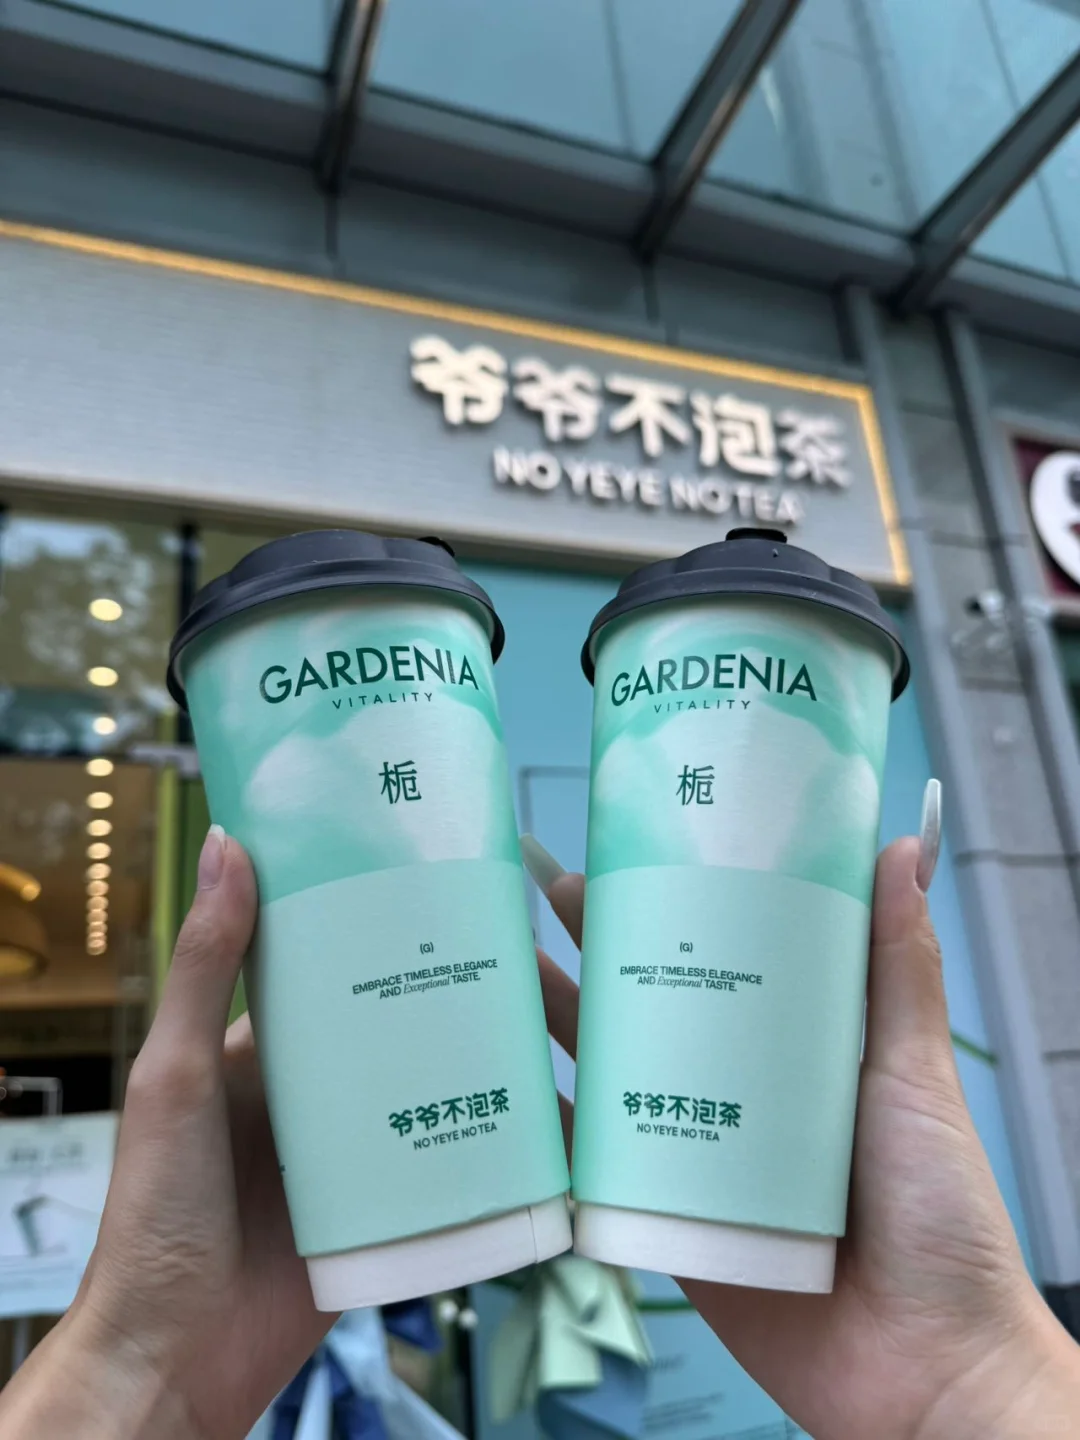 爷爷不泡茶
NO YEYE NO TEA
GARDENIA
VITALITY
栀
(G)
EMBRACE TIMELESS ELEGANCE
AND Exceptional TASTE.
爷爷不泡茶
NO YEYE NO TEA
GARDENIA
VITALITY
栀
(G)
EMBRACE TIMELESS ELEGANCE
AND Exceptional TASTE.
爷爷不泡茶
NO YEYE NO TEA